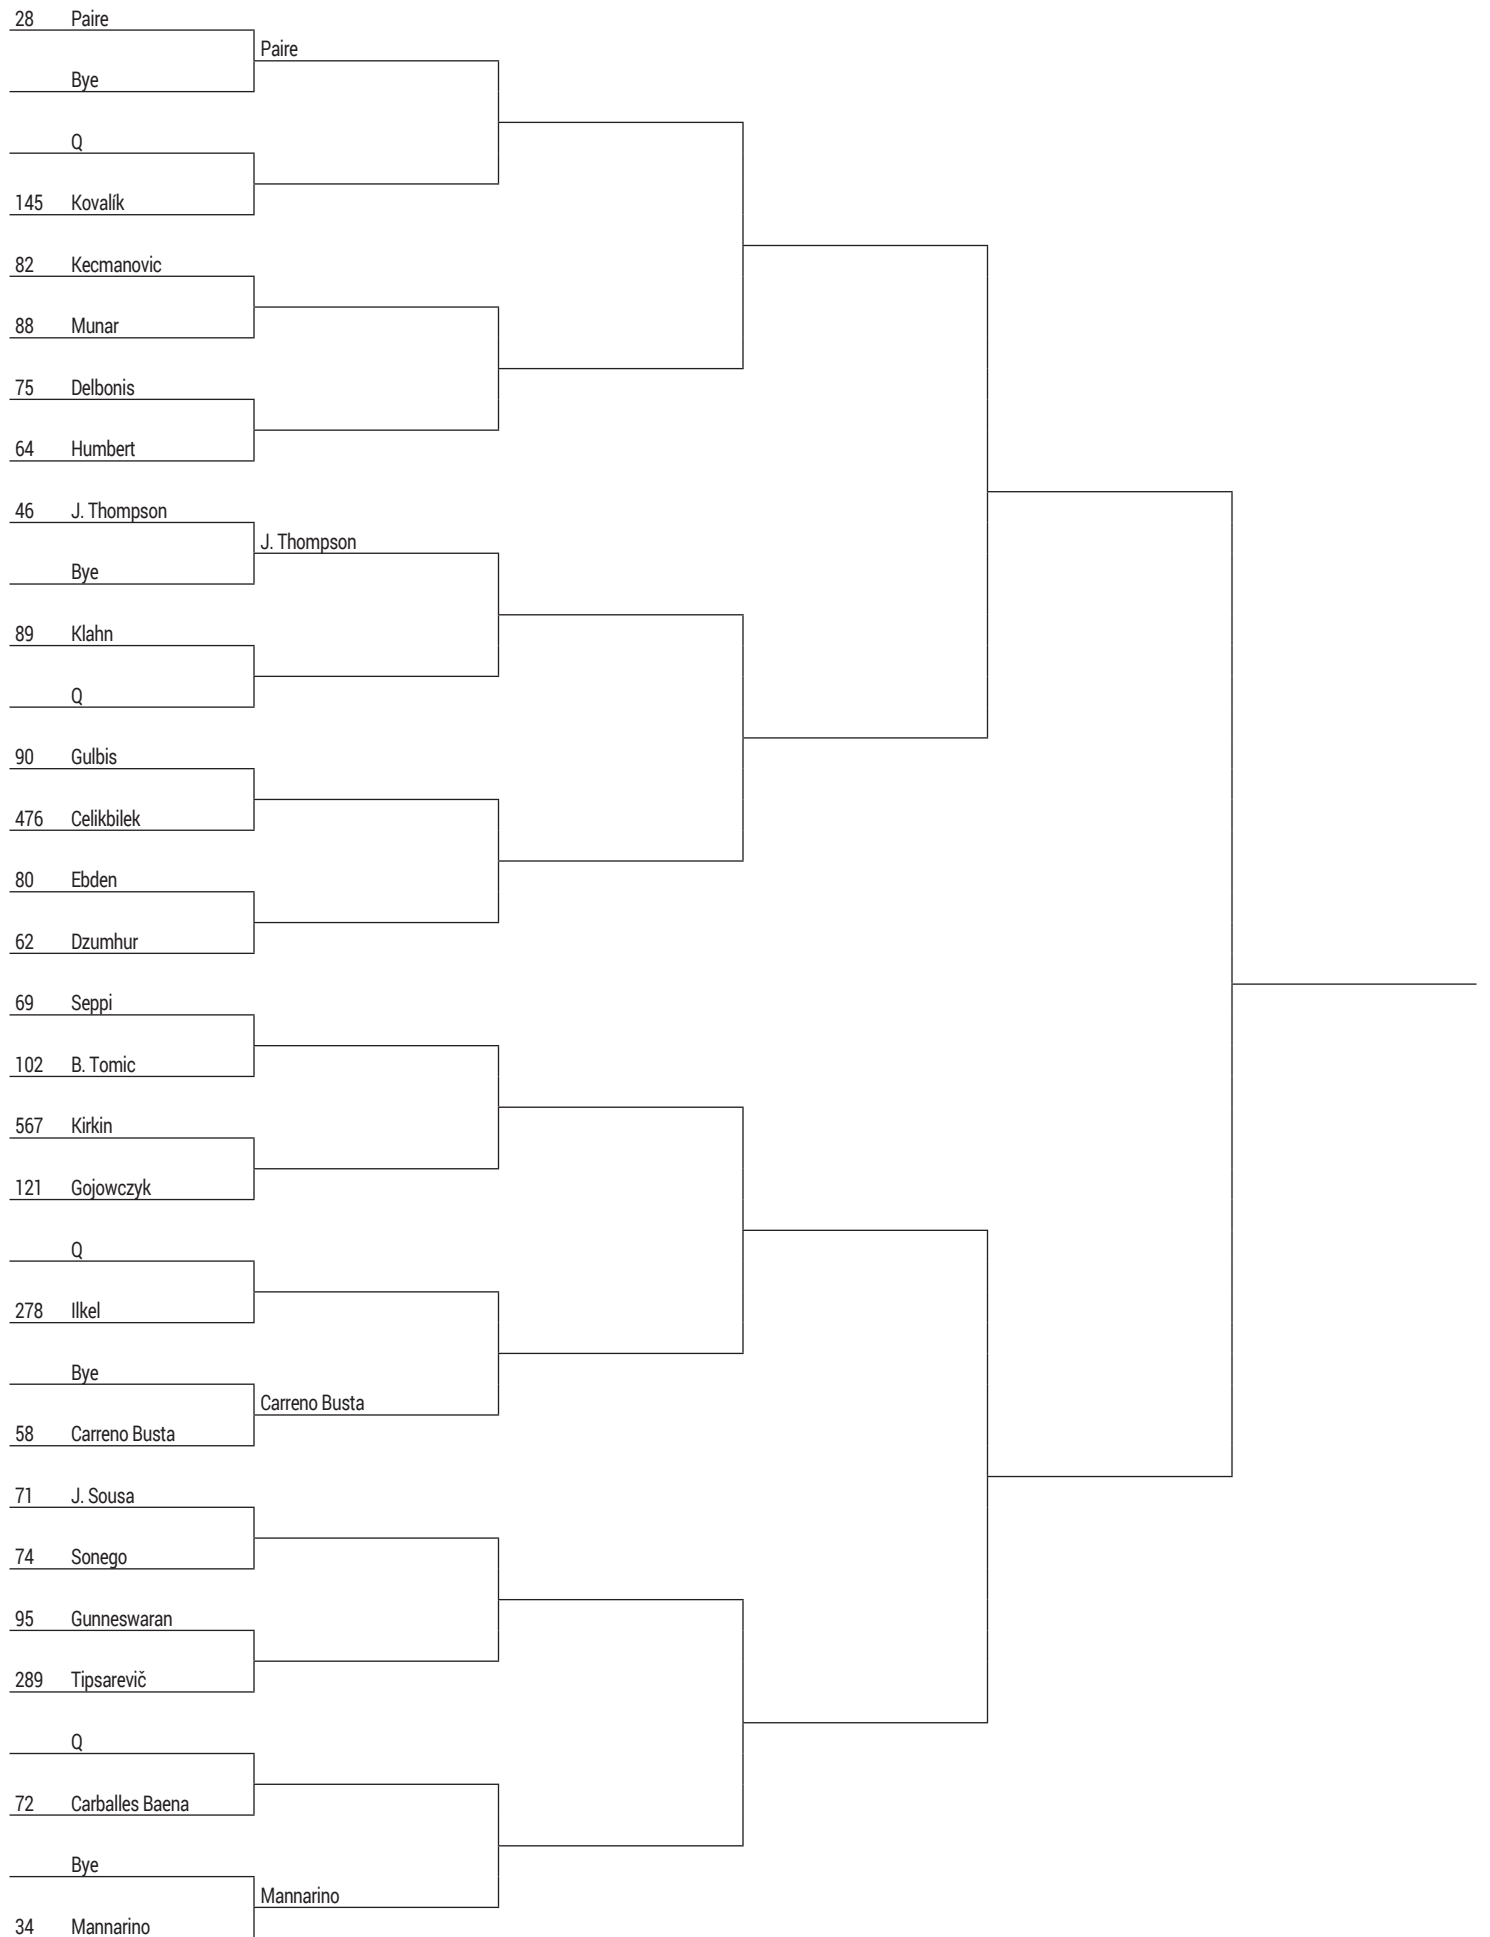 28 Paire
Paire
Bye
Q
145 Kovalík
82 Kecmanovic
88 Munar
75 Delbonis
64 Humbert
46 J. Thompson
J. Thompson
Bye
89 Klahn
Q
90 Gulbis
476 Celikbilek
80 Ebden
62 Dzumhur
69 Seppi
102 B. Tomic
567 Kirkin
121 Gojowczyk
Q
278 Ilkel
Bye
Carreno Busta
58 Carreno Busta
71 J. Sousa
74 Sonego
95 Gunneswaran
289 Tipsarevič
Q
72 Carballes Baena
Bye
Mannarino
34 Mannarino